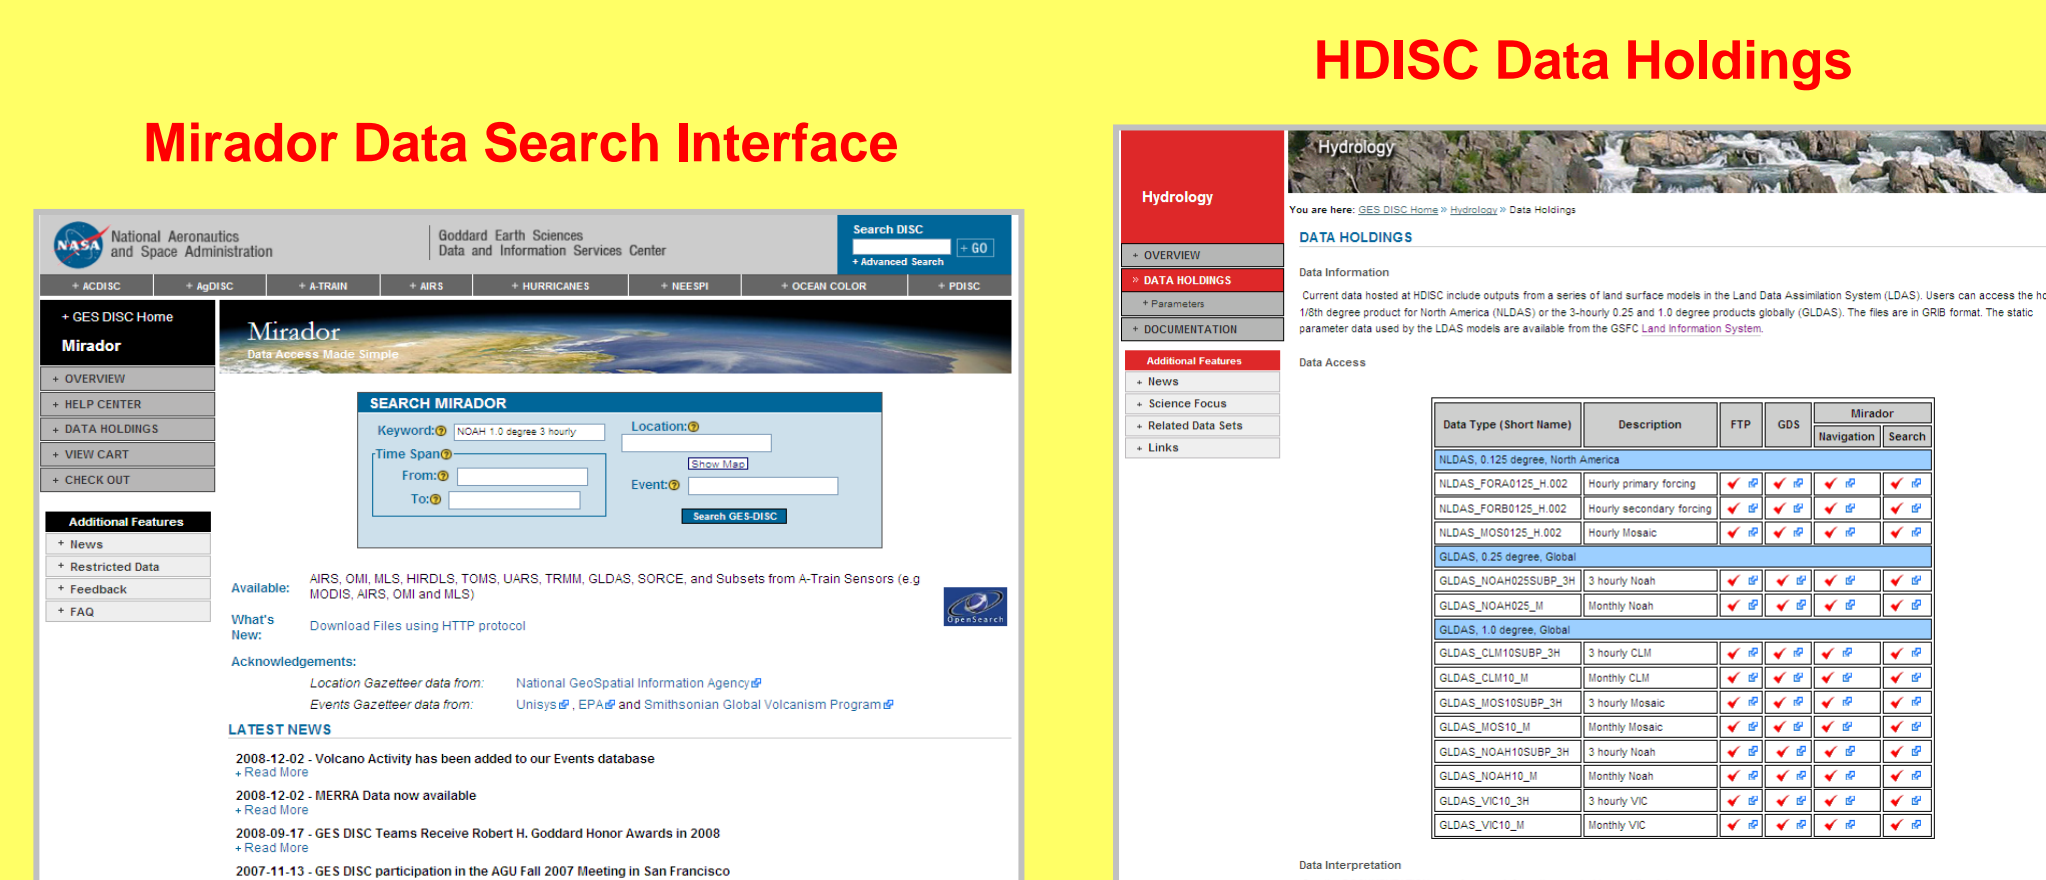 HDISC Data Holdings
Mirador Data Search Interface
NASA
National Aeronautics
and Space Administration
Goddard Earth Sciences
Data and Information Services Center
Search DISC
+ GO
+ Advanced Search
+ ACDISC + AgDISC + A-TRAIN + AIRS + HURRICANES + NEESPI + OCEAN COLOR + PDISC
+ GES DISC Home
Mirador
+ OVERVIEW
+ HELP CENTER
+ DATA HOLDINGS
+ VIEW CART
+ CHECK OUT
Additional Features
+ News
+ Restricted Data
+ Feedback
+ FAQ
Mirador
Data Access Made Simple
SEARCH MIRADOR
Keyword: NOAH 1.0 degree 3 hourly
Location:
Time Span
Show Map
From:
Event:
To:
Search GES-DISC
Available: AIRS, OMI, MLS, HIRDLS, TOMS, UARS, TRMM, GLDAS, SORCE, and Subsets from A-Train Sensors (e.g
MODIS, AIRS, OMI and MLS)
OpenSearch
What's
New: Download Files using HTTP protocol
Acknowledgements:
Location Gazetteer data from: National GeoSpatial Information Agency
Events Gazetteer data from: Unisys , EPA and Smithsonian Global Volcanism Program
LATEST NEWS
2008-12-02 - Volcano Activity has been added to our Events database
+ Read More
2008-12-02 - MERRA Data now available
+ Read More
2008-09-17 - GES DISC Teams Receive Robert H. Goddard Honor Awards in 2008
+ Read More
2007-11-13 - GES DISC participation in the AGU Fall 2007 Meeting in San Francisco
Hydrology
Hydrology
You are here: GES DISC Home » Hydrology » Data Holdings
+ OVERVIEW
» DATA HOLDINGS
+ Parameters
+ DOCUMENTATION
Additional Features
+ News
+ Science Focus
+ Related Data Sets
+ Links
DATA HOLDINGS
Data Information
Current data hosted at HDISC include outputs from a series of land surface models in the Land Data Assimilation System (LDAS). Users can access the ho
1/8th degree product for North America (NLDAS) or the 3-hourly 0.25 and 1.0 degree products globally (GLDAS). The files are in GRIB format. The static
parameter data used by the LDAS models are available from the GSFC Land Information System.
Data Access
Data Type (Short Name) Description FTP GDS Mirador
Navigation Search
NLDAS, 0.125 degree, North America
NLDAS_FORA0125_H.002 Hourly primary forcing
NLDAS_FORB0125_H.002 Hourly secondary forcing
NLDAS_MOS0125_H.002 Hourly Mosaic
GLDAS, 0.25 degree, Global
GLDAS_NOAH025SUBP_3H 3 hourly Noah
GLDAS_NOAH025_M Monthly Noah
GLDAS, 1.0 degree, Global
GLDAS_CLM10SUBP_3H 3 hourly CLM
GLDAS_CLM10_M Monthly CLM
GLDAS_MOS10SUBP_3H 3 hourly Mosaic
GLDAS_MOS10_M Monthly Mosaic
GLDAS_NOAH10SUBP_3H 3 hourly Noah
GLDAS_NOAH10_M Monthly Noah
GLDAS_VIC10_3H 3 hourly VIC
GLDAS_VIC10_M Monthly VIC
Data Interpretation